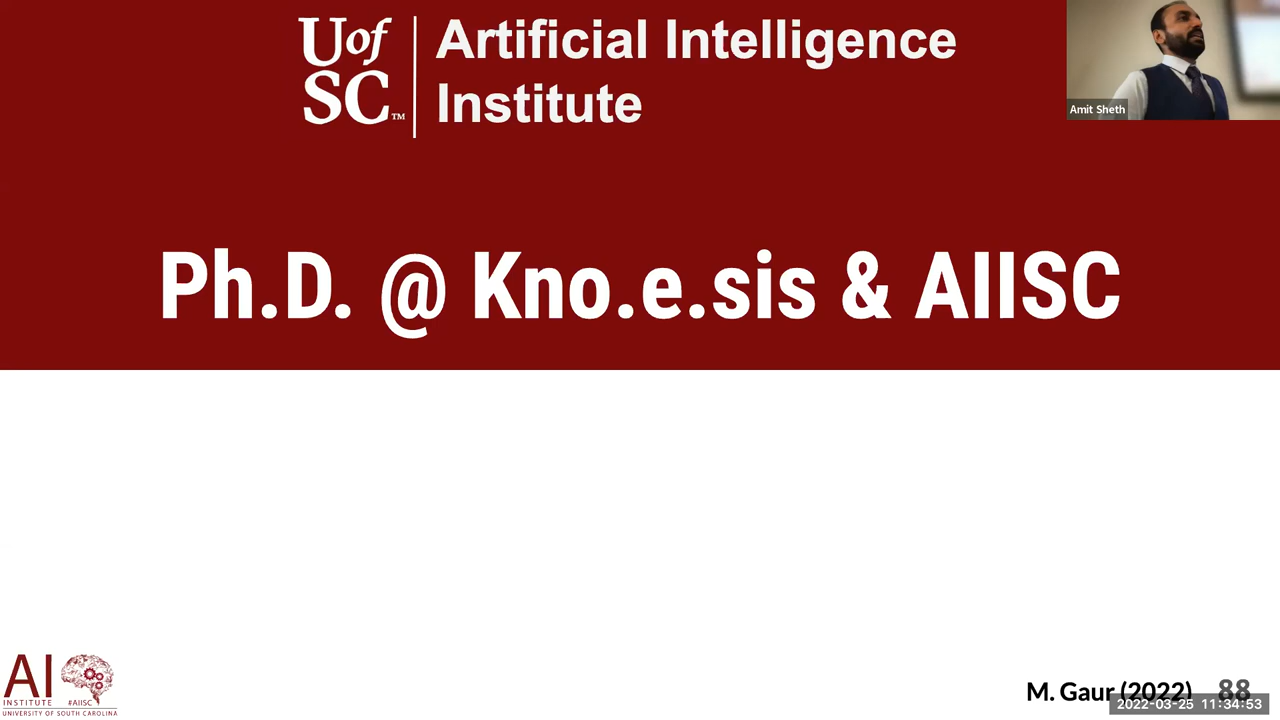 UofSC™
Artificial Intelligence
Institute
Amit Sheth
Ph.D. @ Kno.e.sis & AIISC
AI
INSTITUTE #AIISC
UNIVERSITY OF SOUTH CAROLINA
M. Gaur (2022) 88
2022-03-25 11:34:53